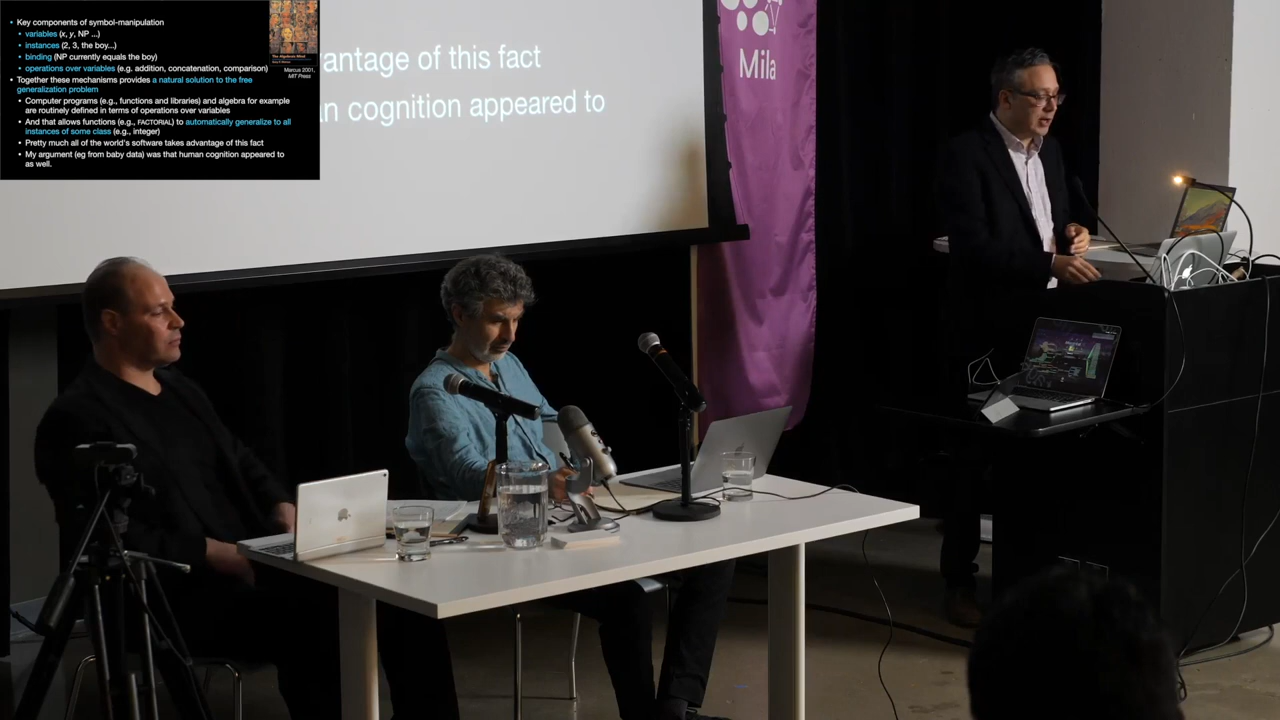 • Key components of symbol-manipulation
• variables (x, y, NP ...)
• instances (2, 3, the boy...)
• binding (NP currently equals the boy)
• operations over variables (e.g. addition, concatenation, comparison)
• Together these mechanisms provides a natural solution to the free
generalization problem
• Computer programs (e.g., functions and libraries) and algebra for example
are routinely defined in terms of operations over variables
• And that allows functions (e.g., FACTORIAL) to automatically generalize to all
instances of some class (e.g., integer)
• Pretty much all of the world's software takes advantage of this fact
• My argument (eg from baby data) was that human cognition appeared to
as well.
The Algebraic Mind
Marcus 2001,
MIT Press
antage of this fact
n cognition appeared to
Mila